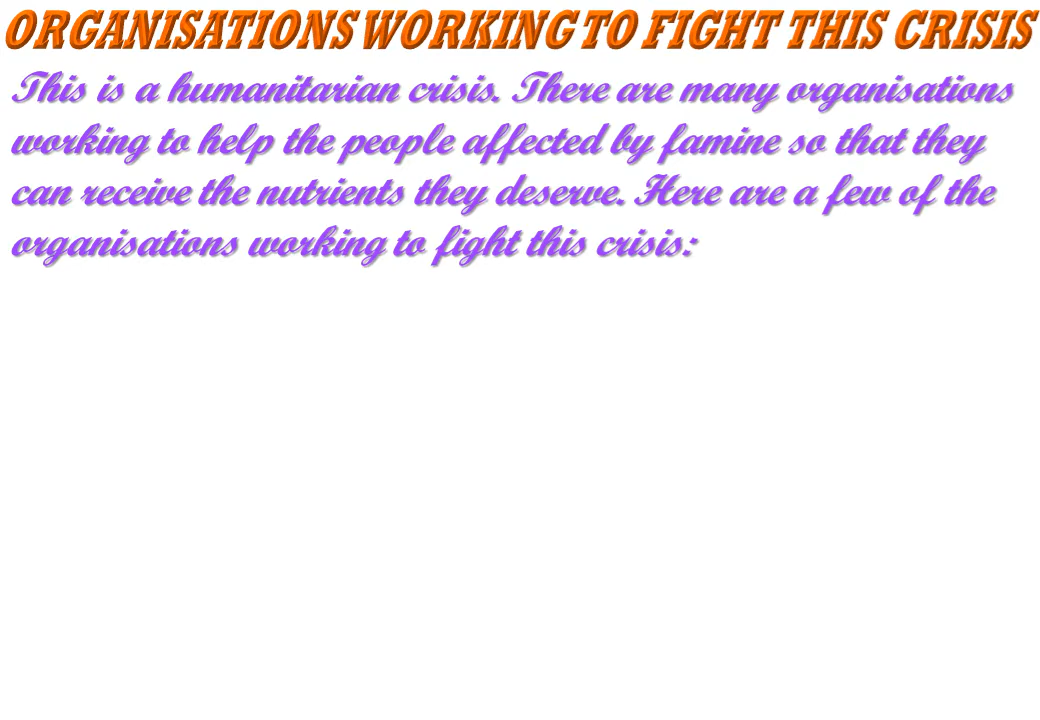 ORGANISATIONS WORKING TO FIGHT THIS CRISIS
This is a humanitarian crisis. There are many organisations
working to help the people affected by famine so that they
can receive the nutrients they deserve. Here are a few of the
organisations working to fight this crisis: